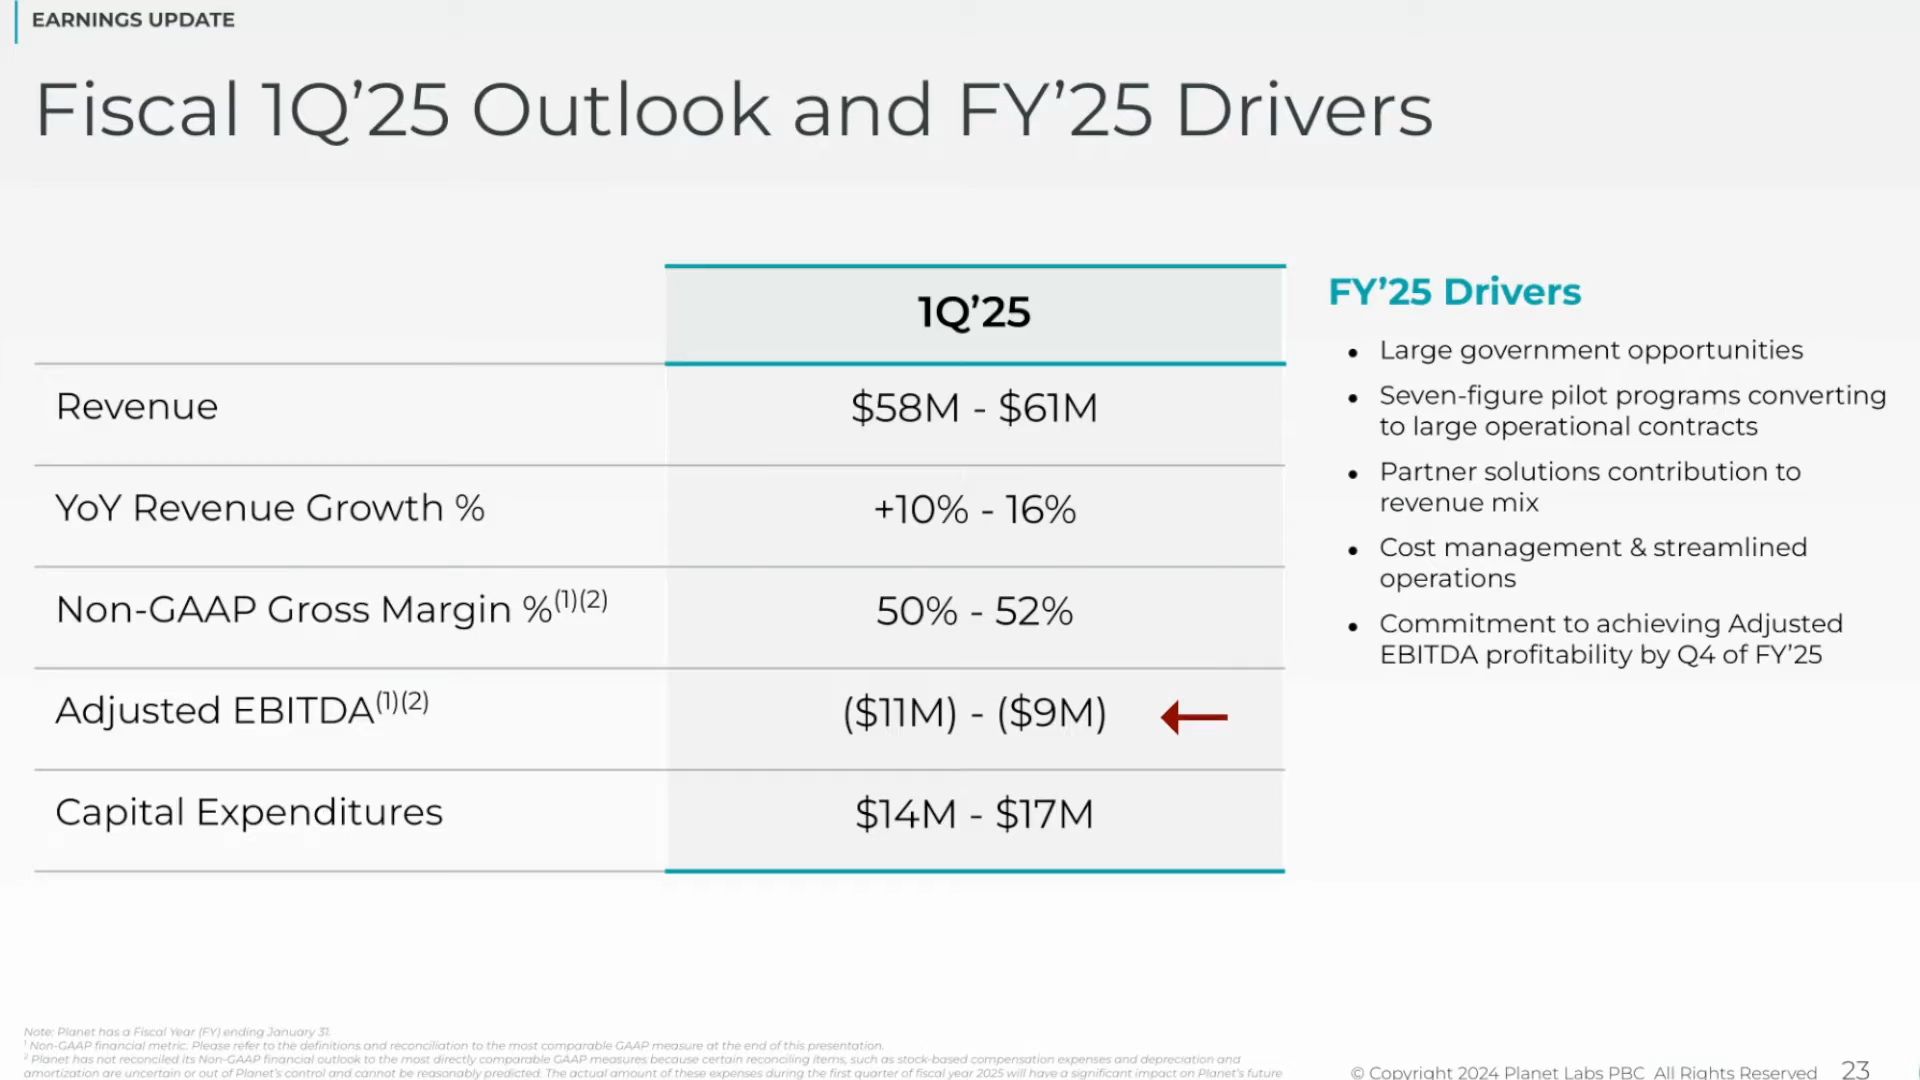 EARNINGS UPDATE
Fiscal 1Q’25 Outlook and FY’25 Drivers
1Q’25
Revenue $58M - $61M
YoY Revenue Growth % +10% - 16%
Non-GAAP Gross Margin %(1)(2) 50% - 52%
Adjusted EBITDA(1)(2) ($11M) - ($9M)
Capital Expenditures $14M - $17M
FY’25 Drivers
• Large government opportunities
• Seven-figure pilot programs converting
to large operational contracts
• Partner solutions contribution to
revenue mix
• Cost management & streamlined
operations
• Commitment to achieving Adjusted
EBITDA profitability by Q4 of FY’25
Note: Planet has a Fiscal Year (FY) ending January 31.
1 Non-GAAP financial metric. Please refer to the definitions and reconciliation to the most comparable GAAP measure at the end of this presentation.
2 Planet has not reconciled its Non-GAAP financial outlook to the most directly comparable GAAP measures because certain reconciling items, such as stock-based compensation expenses and depreciation and
amortization are uncertain or out of Planet's control and cannot be reasonably predicted. The actual amount of these expenses during the first quarter of fiscal year 2025 will have a significant impact on Planet's future
© Copyright 2024 Planet Labs PBC All Rights Reserved 23